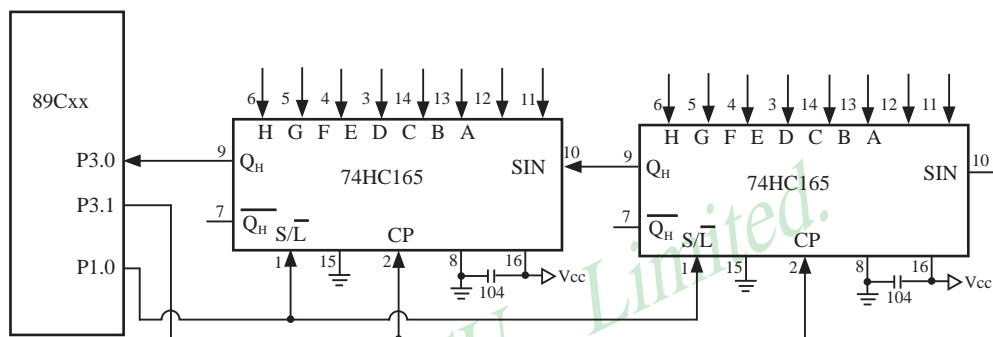 89Cxx
P3.0
P3.1
P1.0
6 5 4 3 14 13 12 11
H G F E D C B A
74HC165
9
QH
SIN
10
7
QH
S/L
CP
1
15
2
8
16
104
Vcc
6 5 4 3 14 13 12 11
H G F E D C B A
74HC165
9
QH
SIN
10
7
QH
S/L
CP
1
15
2
8
16
104
Vcc
Limited.